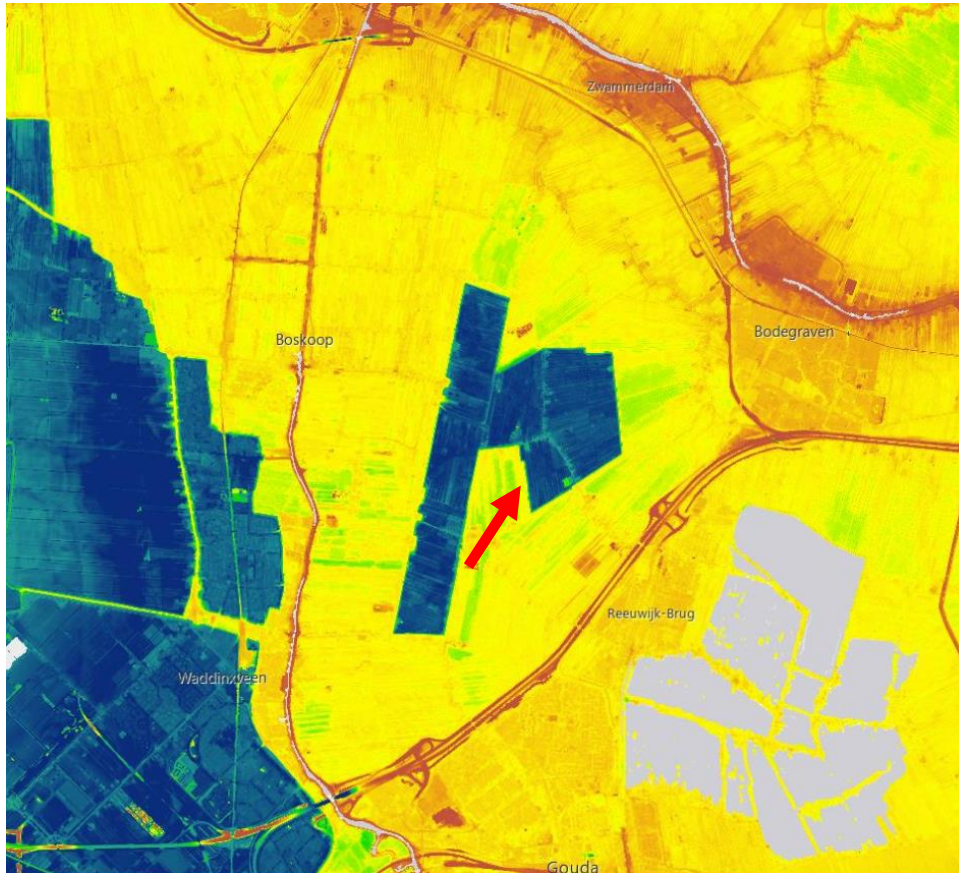 Zwammerdam
Bodegraven
Boskoop
Reeuwijk-Brug
Waddinxveen
Gouda